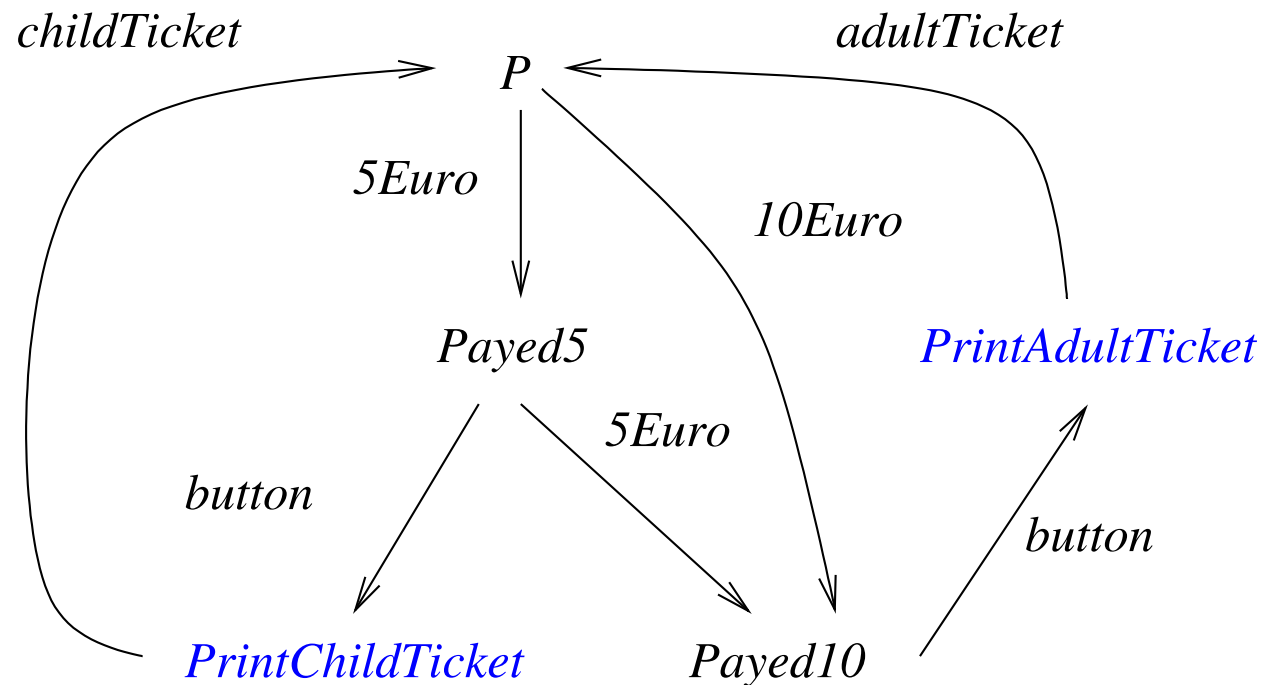 childTicket
adultTicket
P
5Euro
10Euro
Payed5
PrintAdultTicket
5Euro
button
button
PrintChildTicket
Payed10